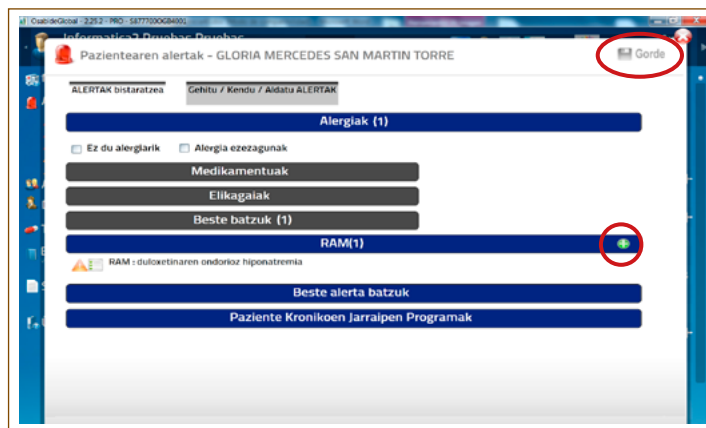 OsabideGlobal - 2.25.2 - PRO - S877700OGB4001
Informatica2 Pruebas Pruebas
Pazientearen alertak - GLORIA MERCEDES SAN MARTIN TORRE
Gorde
ALERTAK bistaratzea Gehitu / Kendu / Aldatu ALERTAK
Alergiak (1)
Ez du alergiarik Alergia ezezagunak
Medikamentuak
Elikagaiak
Beste batzuk (1)
RAM(1)
RAM : duloxetinaren ondorioz hiponatremia
Beste alerta batzuk
Paziente Kronikoen Jarraipen Programak